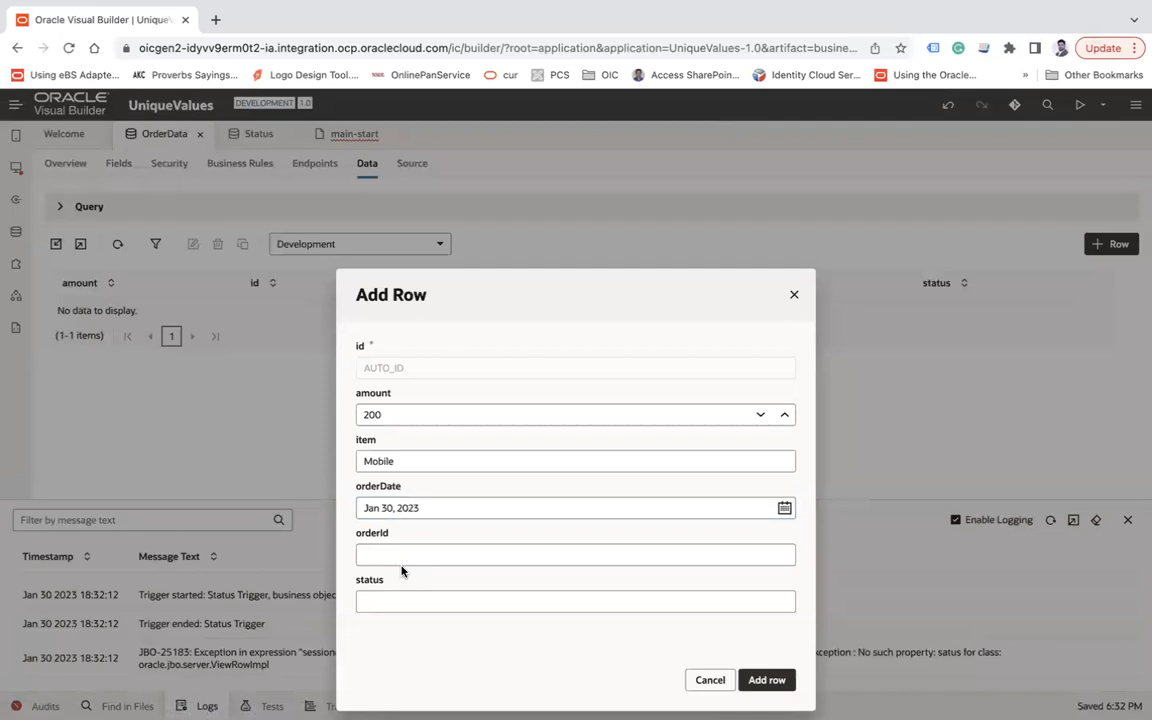 Oracle Visual Builder | Unique
oicgen2-idyvv9erm0t2-ia.integration.ocp.oraclecloud.com/ic/builder/?root=application&application=UniqueValues-1.0&artifact=busine...
Update
Using eBS Adapte...
Proverbs Sayings...
Logo Design Tool....
OnlinePanService
cur
PCS
OIC
Access SharePoin...
Identity Cloud Ser...
Using the Oracle...
»
Other Bookmarks
ORACLE
Visual Builder
UniqueValues
DEVELOPMENT 1.0
Welcome
OrderData
Status
main-start
Overview
Fields
Security
Business Rules
Endpoints
Data
Source
Query
Development
+ Row
amount
id
status
No data to display.
(1-1 items)
1
Add Row
id *
AUTO_ID
amount
200
item
Mobile
orderDate
Jan 30, 2023
orderId
status
Cancel
Add row
Filter by message text
Enable Logging
Timestamp
Message Text
Jan 30 2023 18:32:12
Trigger started: Status Trigger, business objec
Jan 30 2023 18:32:12
Trigger ended: Status Trigger
Jan 30 2023 18:32:12
JBO-25183: Exception in expression "session
xception : No such property: satus for class:
oracle.jbo.server.ViewRowImpl
Audits
Find in Files
Logs
Tests
Tr
Saved 6:32 PM